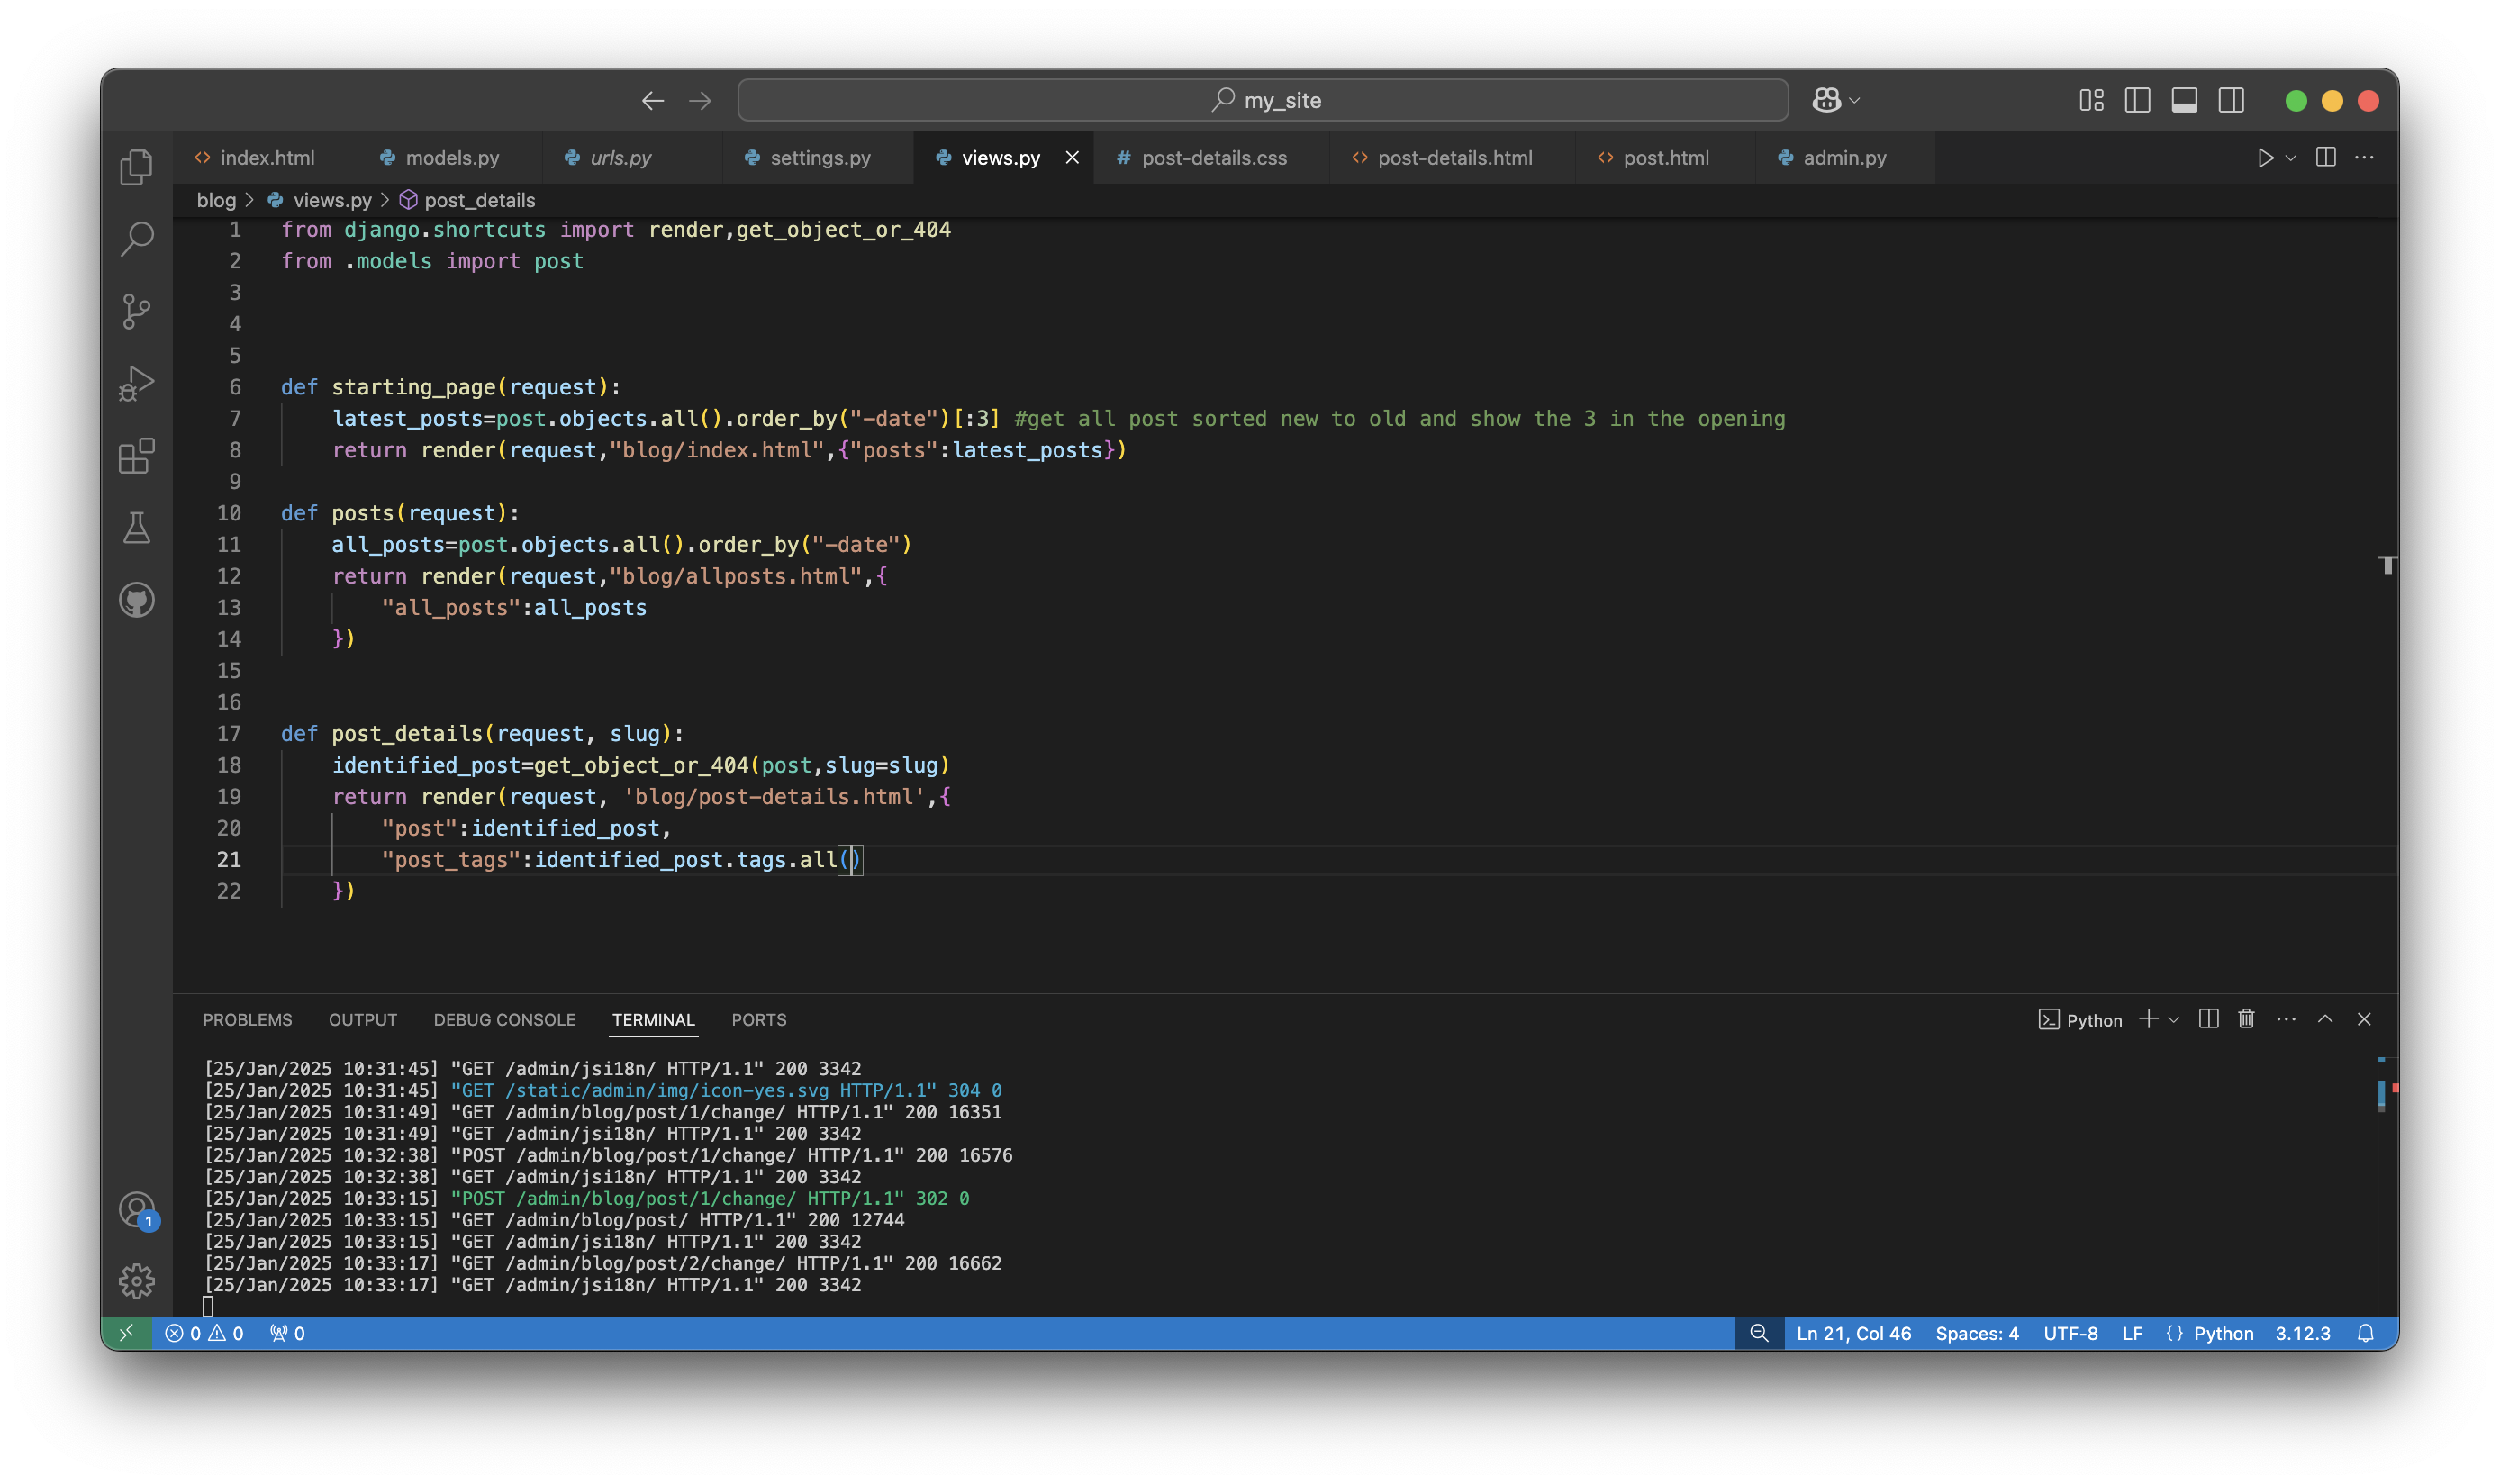 my_site
index.html models.py urls.py settings.py views.py # post-details.css post-details.html post.html admin.py
blog > views.py > post_details
1 from django.shortcuts import render,get_object_or_404
2 from .models import post
3
4
5
6 def starting_page(request):
7     latest_posts=post.objects.all().order_by("-date")[:3] #get all post sorted new to old and show the 3 in the opening
8     return render(request,"blog/index.html",{"posts":latest_posts})
9
10 def posts(request):
11     all_posts=post.objects.all().order_by("-date")
12     return render(request,"blog/allposts.html",{
13         "all_posts":all_posts
14     })
15
16
17 def post_details(request, slug):
18     identified_post=get_object_or_404(post,slug=slug)
19     return render(request, 'blog/post-details.html',{
20         "post":identified_post,
21         "post_tags":identified_post.tags.all()
22     })
PROBLEMS OUTPUT DEBUG CONSOLE TERMINAL PORTS Python
[25/Jan/2025 10:31:45] "GET /admin/jsi18n/ HTTP/1.1" 200 3342
[25/Jan/2025 10:31:45] "GET /static/admin/img/icon-yes.svg HTTP/1.1" 304 0
[25/Jan/2025 10:31:49] "GET /admin/blog/post/1/change/ HTTP/1.1" 200 16351
[25/Jan/2025 10:31:49] "GET /admin/jsi18n/ HTTP/1.1" 200 3342
[25/Jan/2025 10:32:38] "POST /admin/blog/post/1/change/ HTTP/1.1" 200 16576
[25/Jan/2025 10:32:38] "GET /admin/jsi18n/ HTTP/1.1" 200 3342
[25/Jan/2025 10:33:15] "POST /admin/blog/post/1/change/ HTTP/1.1" 302 0
[25/Jan/2025 10:33:15] "GET /admin/blog/post/ HTTP/1.1" 200 12744
[25/Jan/2025 10:33:15] "GET /admin/jsi18n/ HTTP/1.1" 200 3342
[25/Jan/2025 10:33:17] "GET /admin/blog/post/2/change/ HTTP/1.1" 200 16662
[25/Jan/2025 10:33:17] "GET /admin/jsi18n/ HTTP/1.1" 200 3342
1
0 0 0 Ln 21, Col 46 Spaces: 4 UTF-8 LF {} Python 3.12.3